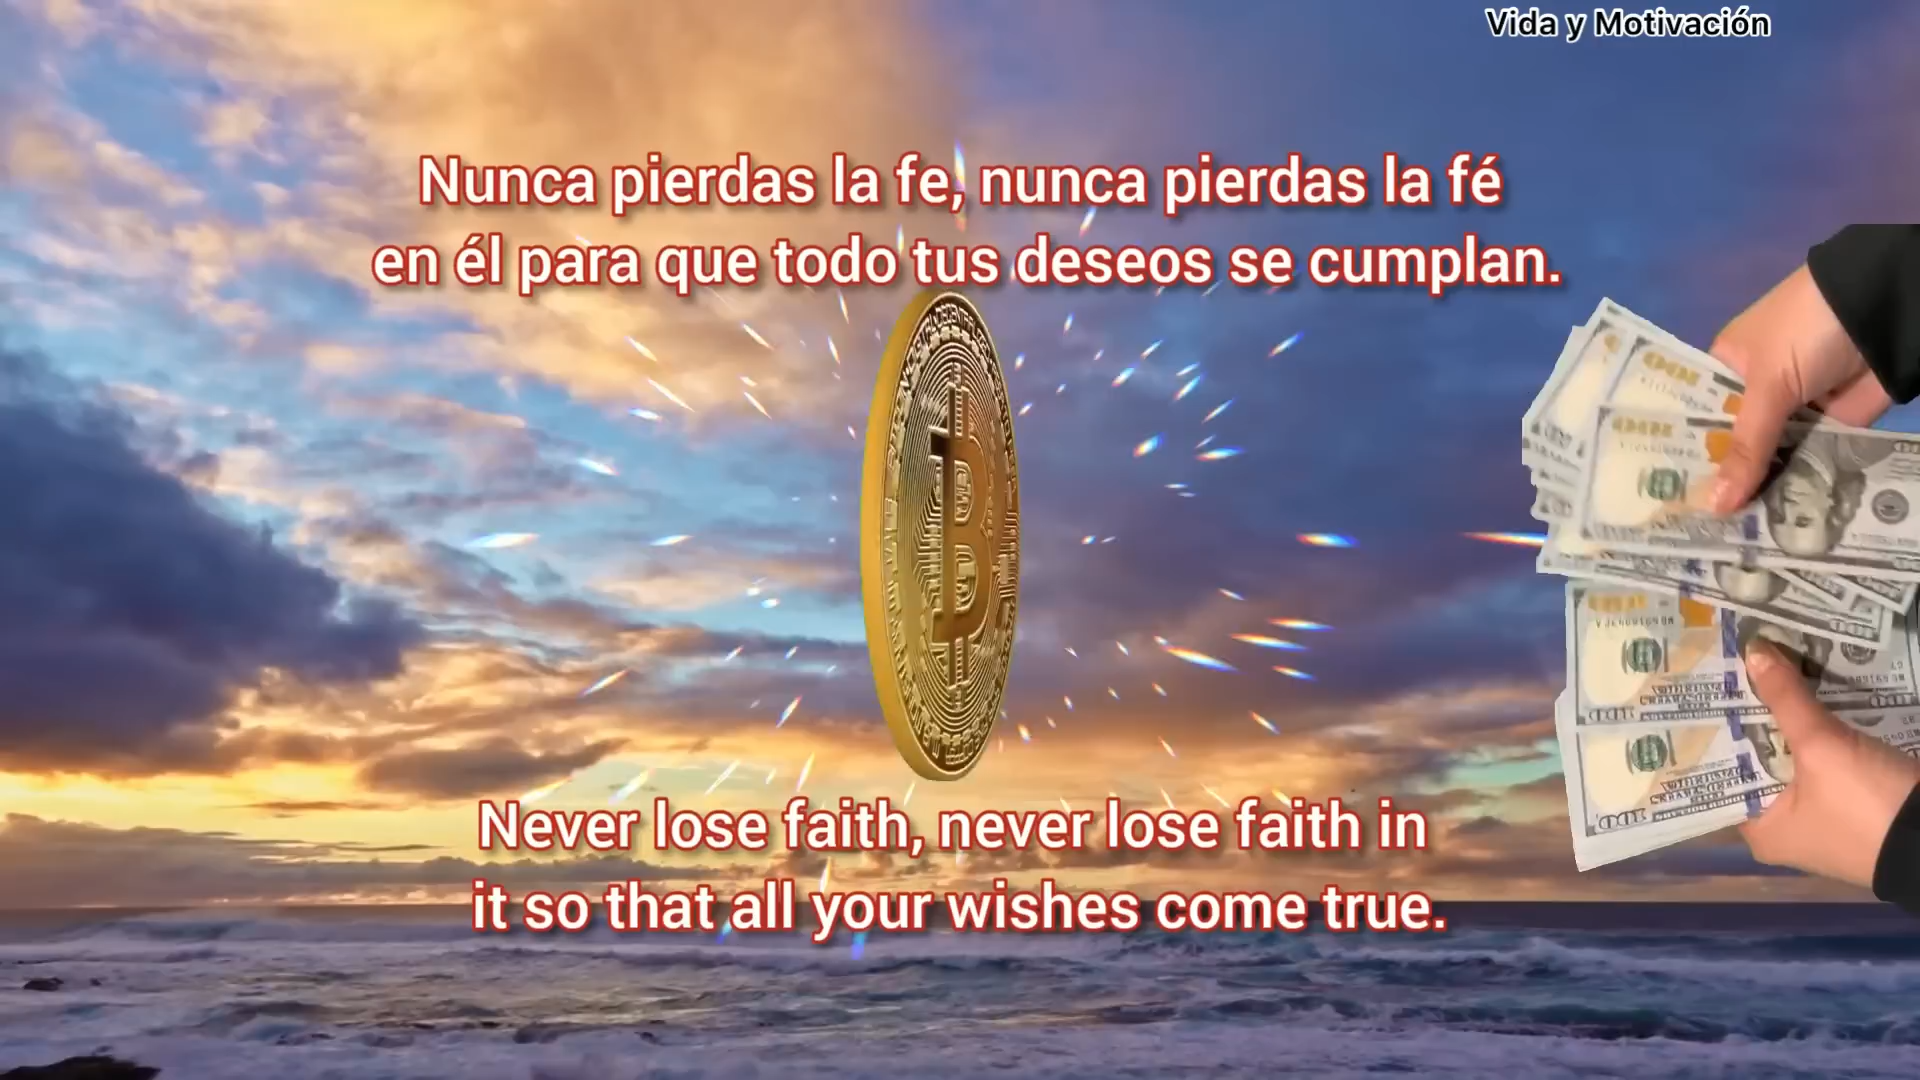 Vida y Motivación
Nunca pierdas la fe, nunca pierdas la fé
en él para que todo tus deseos se cumplan.
Never lose faith, never lose faith in
it so that all your wishes come true.